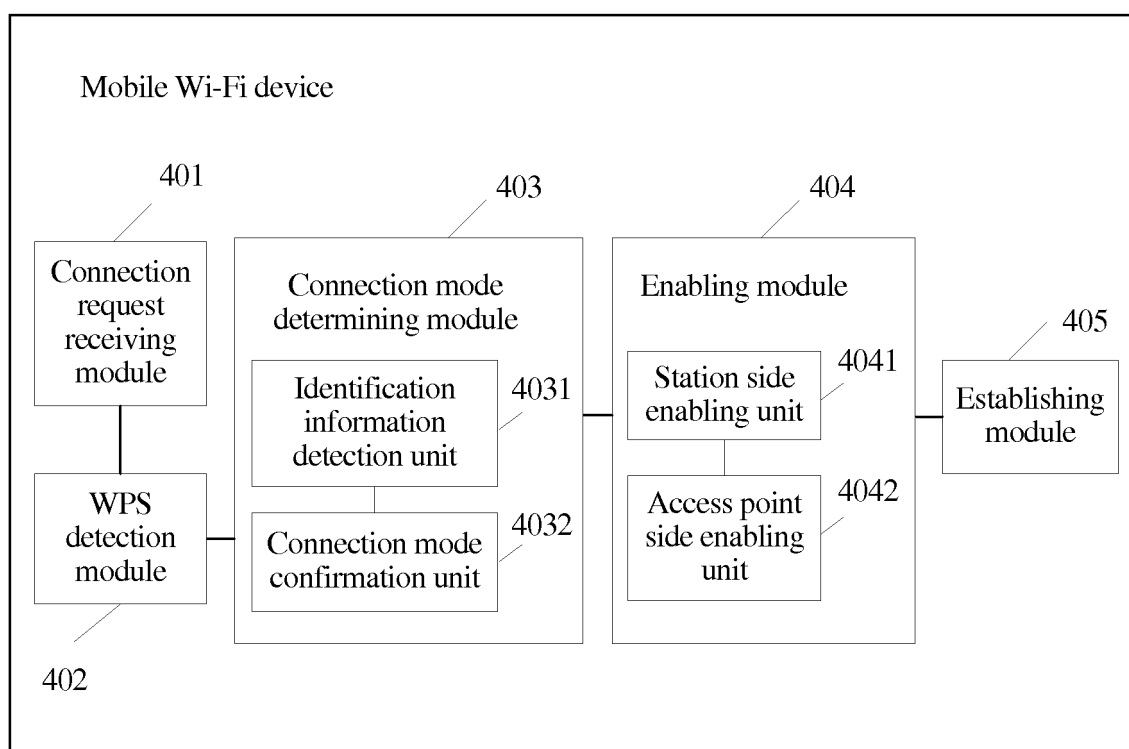 Mobile Wi-Fi device
401
Connection
request
receiving
module
WPS
detection
module
402
403
Connection mode
determining module
Identification
information
detection unit
4031
Connection mode
confirmation unit
4032
404
Enabling module
Station side
enabling unit
4041
Access point
side enabling
unit
4042
405
Establishing
module